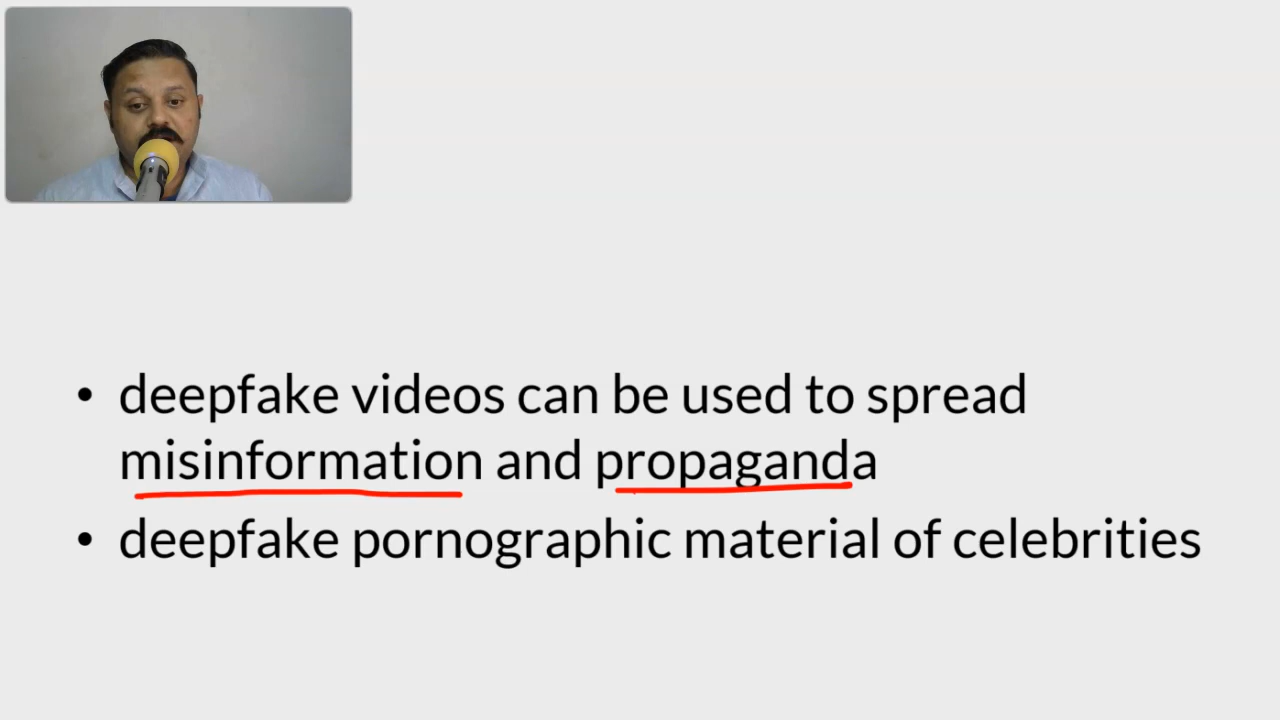 • deepfake videos can be used to spread
misinformation and propaganda
• deepfake pornographic material of celebrities